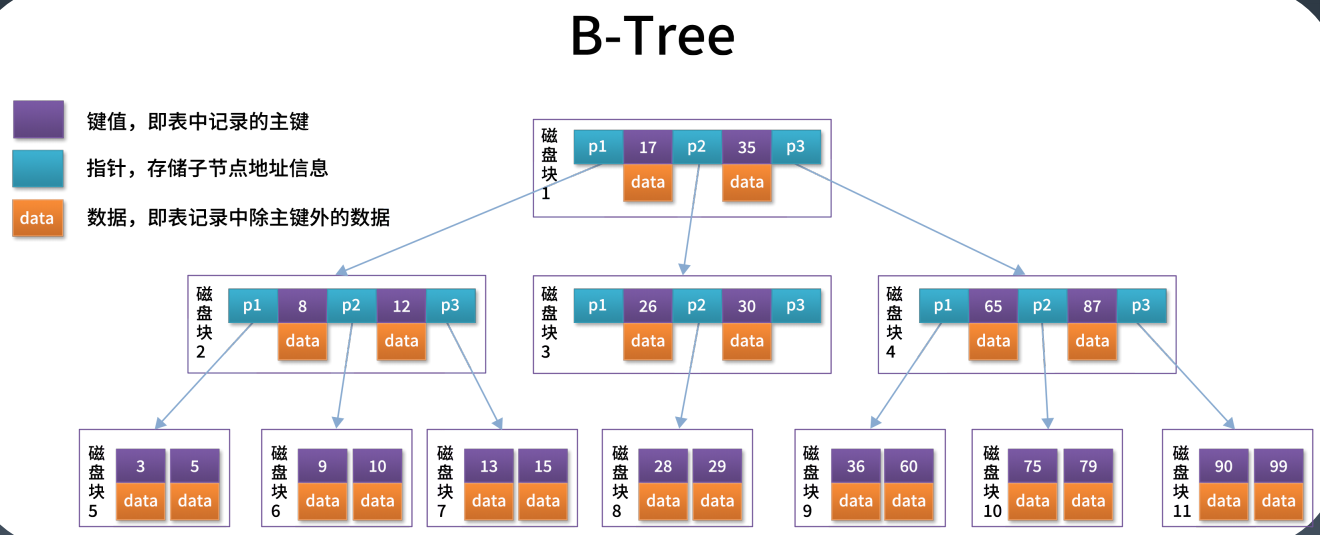 B-Tree
键值，即表中记录的主键
指针，存储子节点地址信息
data 数据，即表记录中除主键外的数据
磁盘块1 p1 17 p2 35 p3
data data
磁盘块2 p1 8 p2 12 p3
data data
磁盘块3 p1 26 p2 30 p3
data data
磁盘块4 p1 65 p2 87 p3
data data
磁盘块5 3 5
data data
磁盘块6 9 10
data data
磁盘块7 13 15
data data
磁盘块8 28 29
data data
磁盘块9 36 60
data data
磁盘块10 75 79
data data
磁盘块11 90 99
data data